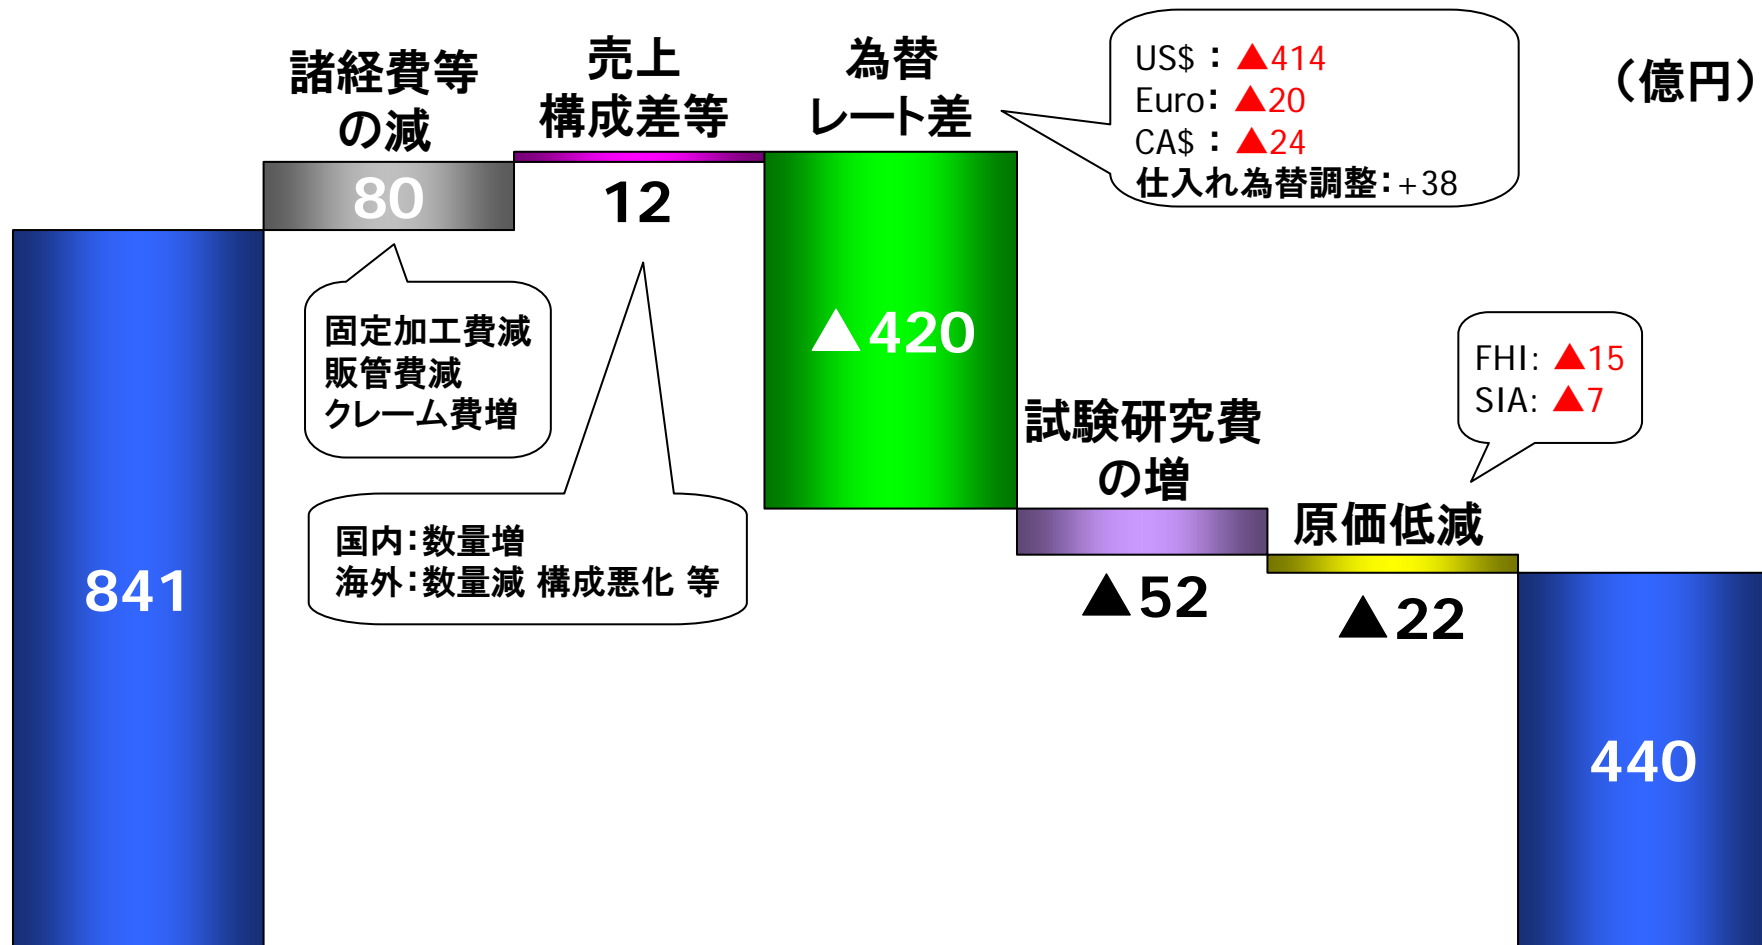 諸経費等
の減
売上
構成差等
為替
レート差
US$ : ▲414
Euro: ▲20
CA$ : ▲24
仕入れ為替調整:+38
(億円)
80
12
▲420
固定加工費減
販管費減
クレーム費増
FHI: ▲15
SIA: ▲7
試験研究費
の増
原価低減
国内:数量増
海外:数量減 構成悪化 等
841
▲52
▲22
440